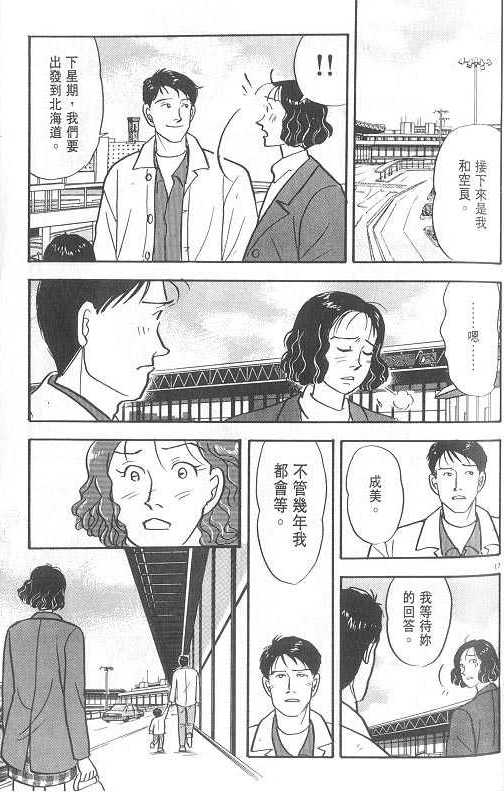 接下來是我
和空良。
!!
下星期，我們要
出發到北海道。
………嗯………
成美。
不管幾年我
都會等。
我等待妳
的回答。
17